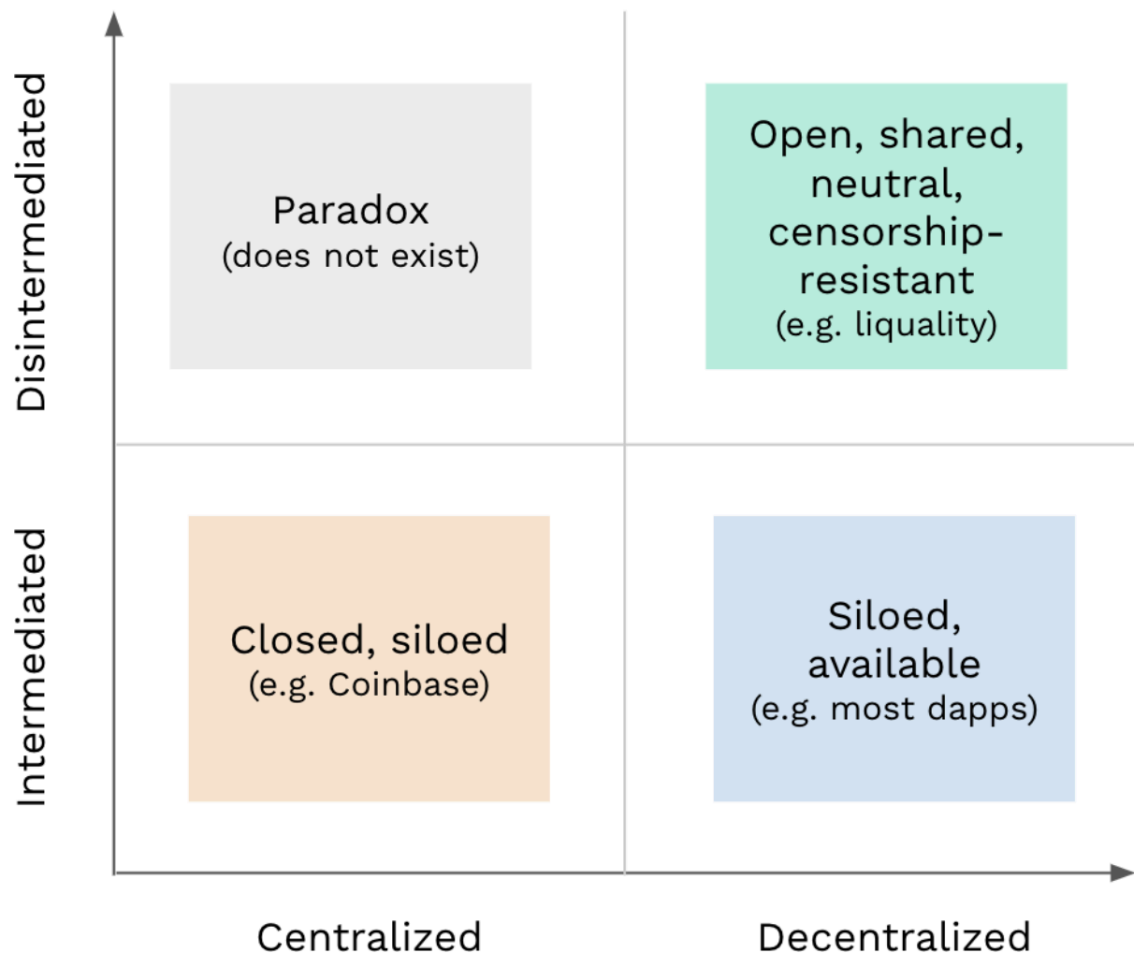 Disintermediated
Paradox
(does not exist)
Open, shared,
neutral,
censorship-
resistant
(e.g. liquality)
Intermediated
Closed, siloed
(e.g. Coinbase)
Siloed,
available
(e.g. most dapps)
Centralized
Decentralized